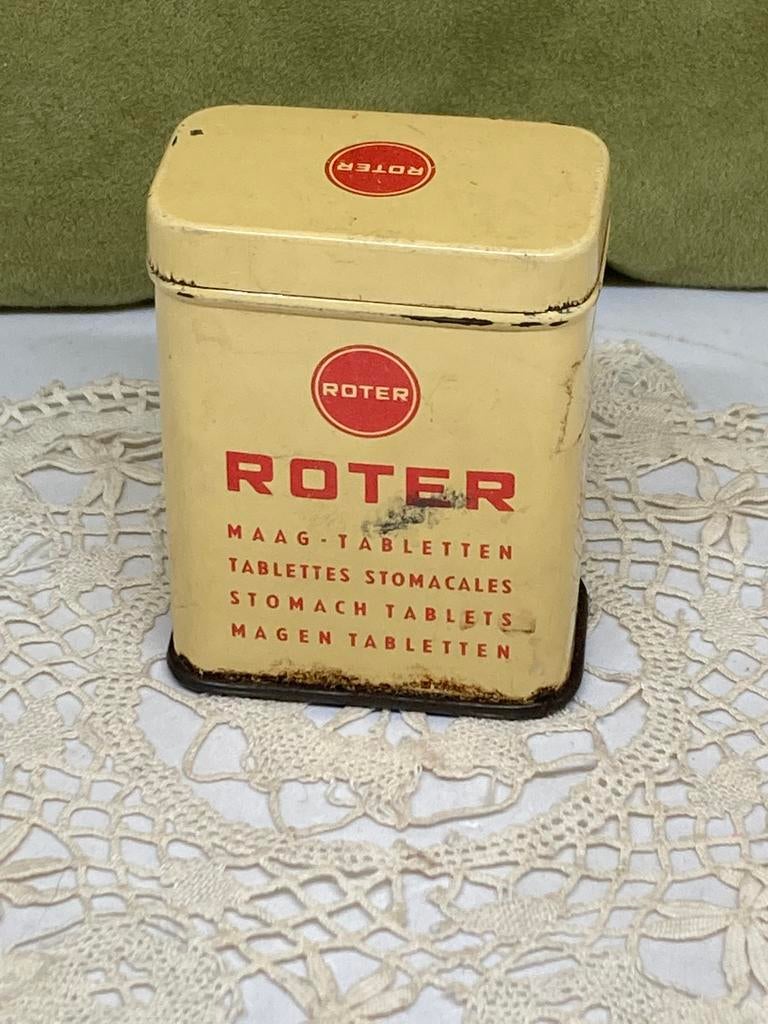 ROTER
ROTER
ROTER
MAAG-TABLETTEN
TABLETTES STOMACALES
STOMACH TABLETS
MAGEN TABLETTEN